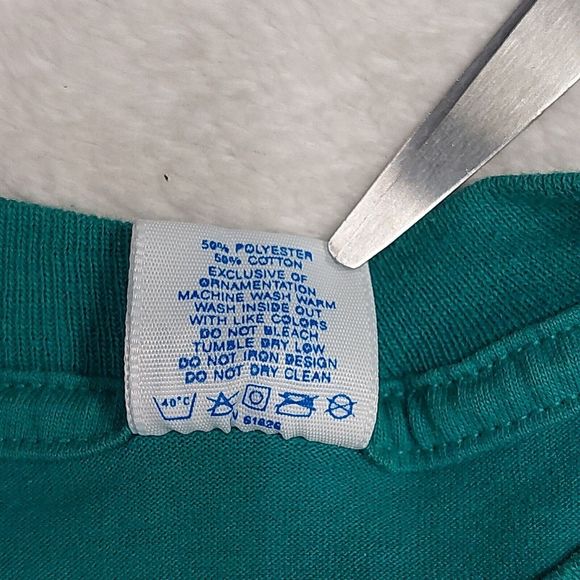 50% POLYESTER
50% COTTON
EXCLUSIVE OF
ORNAMENTATION
MACHINE WASH WARM
WASH INSIDE OUT
WITH LIKE COLORS
DO NOT BLEACH
TUMBLE DRY LOW
DO NOT IRON DESIGN
DO NOT DRY CLEAN
40°C